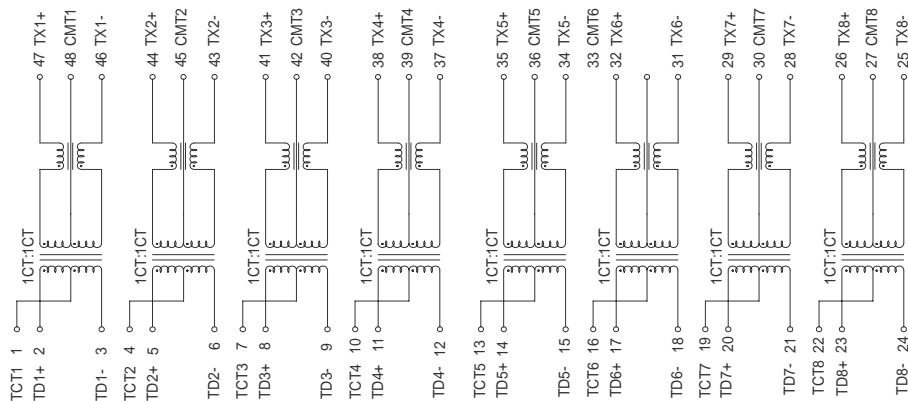 47 TX1+
48 CMT1
46 TX1-
44 TX2+
45 CMT2
43 TX2-
41 TX3+
42 CMT3
40 TX3-
38 TX4+
39 CMT4
37 TX4-
35 TX5+
36 CMT5
34 TX5-
33 CMT6
32 TX6+
31 TX6-
29 TX7+
30 CMT7
28 TX7-
26 TX8+
27 CMT8
25 TX8-
1CT:1CT
1CT:1CT
1CT:1CT
1CT:1CT
1CT:1CT
1CT:1CT
1CT:1CT
1CT:1CT
TCT1 1
TD1+ 2
TD1- 3
TCT2 4
TD2+ 5
TD2- 6
TCT3 7
TD3+ 8
TD3- 9
TCT4 10
TD4+ 11
TD4- 12
TCT5 13
TD5+ 14
TD5- 15
TCT6 16
TD6+ 17
TD6- 18
TCT7 19
TD7+ 20
TD7- 21
TCT8 22
TD8+ 23
TD8- 24